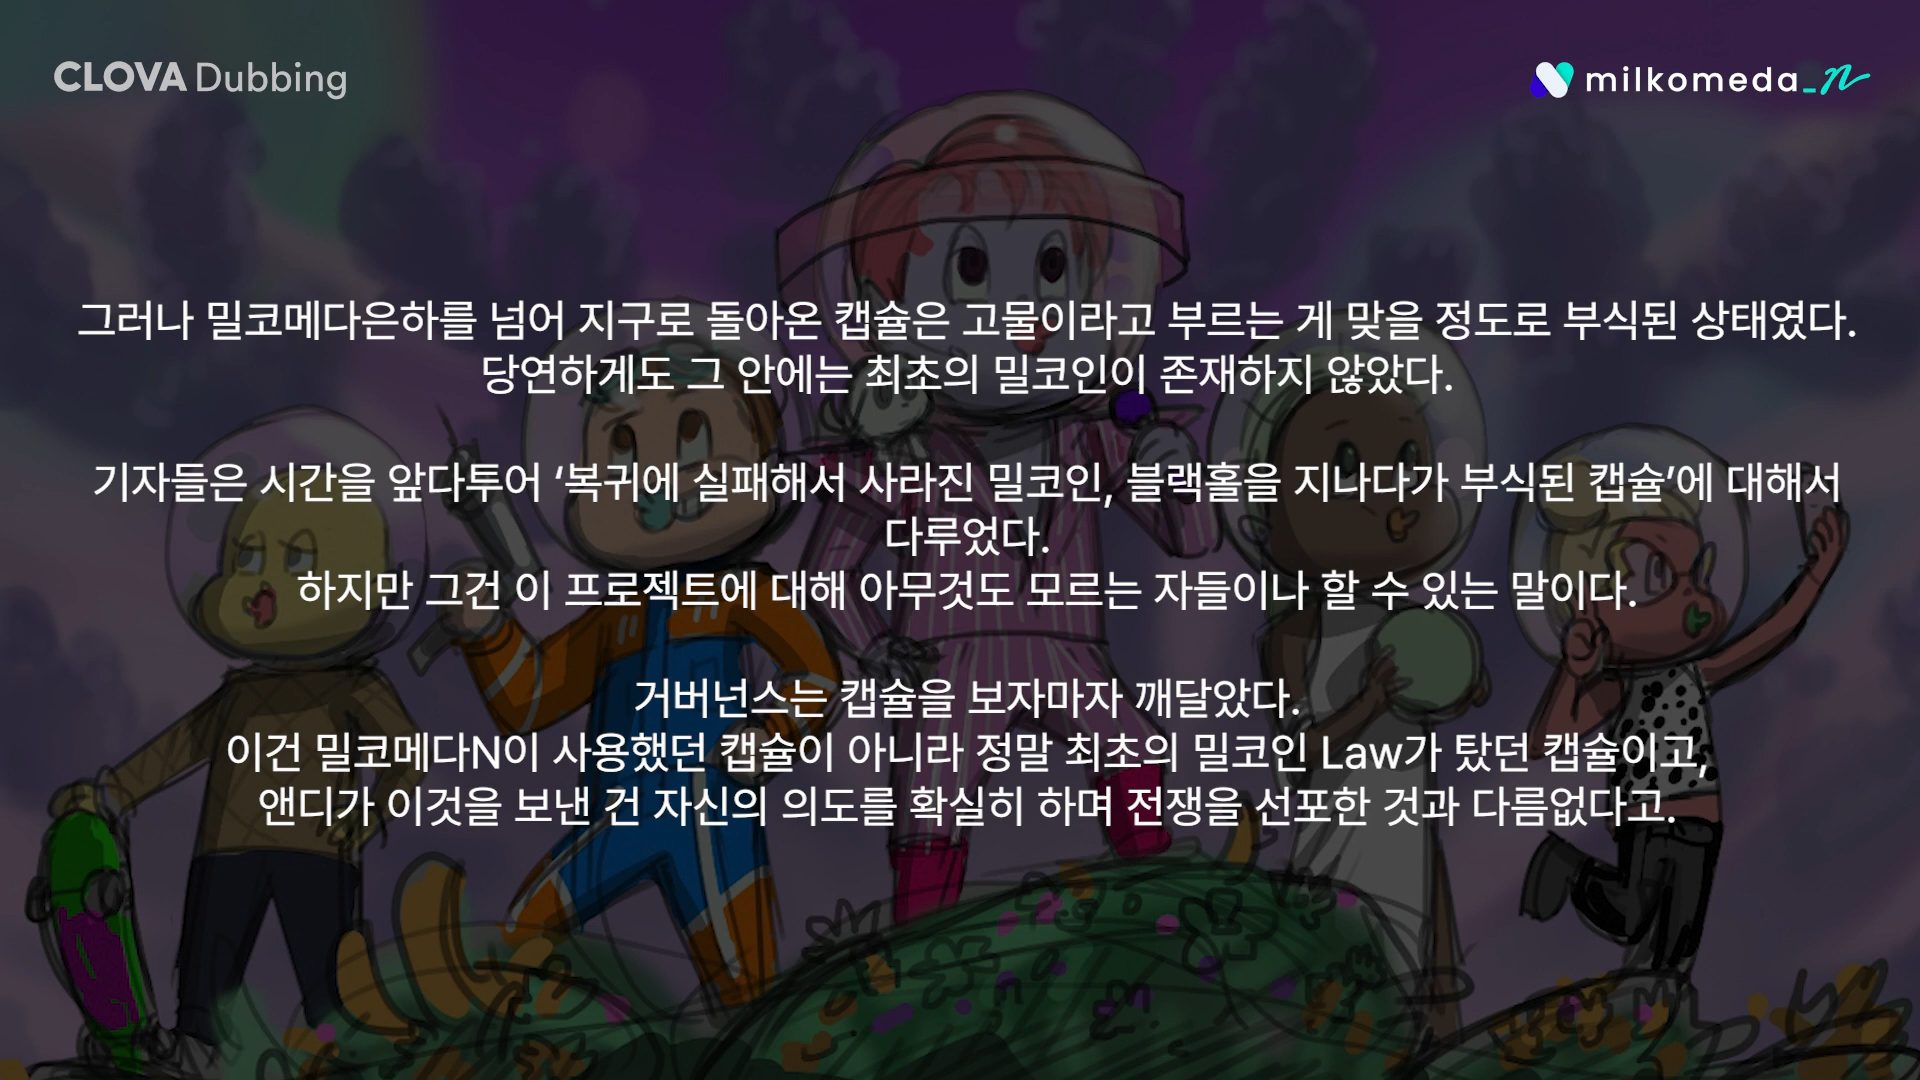 CLOVA Dubbing
milkomeda_n
그러나 밀코메다은하를 넘어 지구로 돌아온 캡슐은 고물이라고 부르는 게 맞을 정도로 부식된 상태였다.
당연하게도 그 안에는 최초의 밀코인이 존재하지 않았다.
기자들은 시간을 앞다투어 ‘복귀에 실패해서 사라진 밀코인, 블랙홀을 지나다가 부식된 캡슐’에 대해서
다루었다.
하지만 그건 이 프로젝트에 대해 아무것도 모르는 자들이나 할 수 있는 말이다.
거버넌스는 캡슐을 보자마자 깨달았다.
이건 밀코메다N이 사용했던 캡슐이 아니라 정말 최초의 밀코인 Law가 탔던 캡슐이고,
앤디가 이것을 보낸 건 자신의 의도를 확실히 하며 전쟁을 선포한 것과 다름없다고.